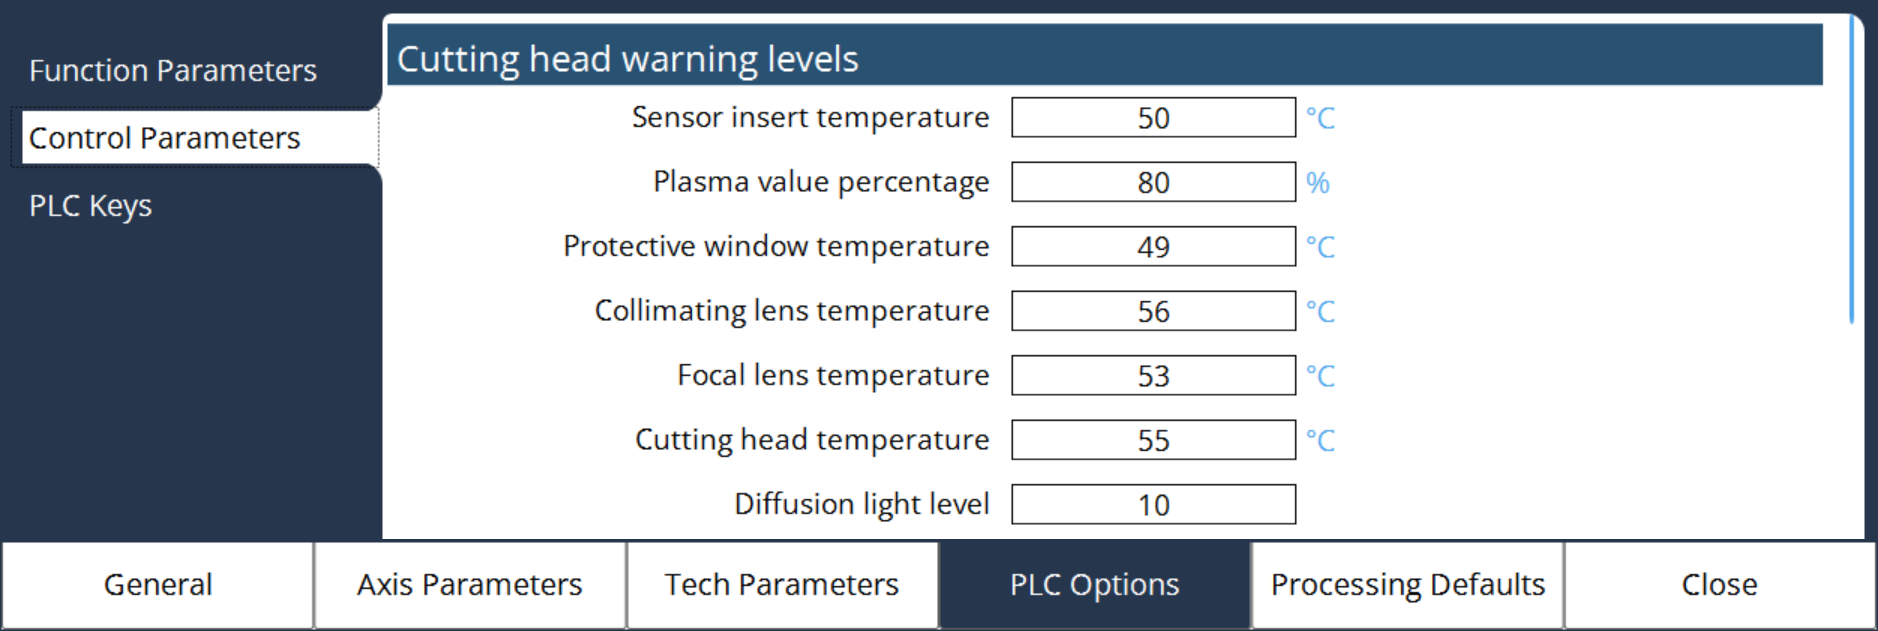 Function Parameters
Control Parameters
PLC Keys
Cutting head warning levels
Sensor insert temperature 50 °C
Plasma value percentage 80 %
Protective window temperature 49 °C
Collimating lens temperature 56 °C
Focal lens temperature 53 °C
Cutting head temperature 55 °C
Diffusion light level 10
General Axis Parameters Tech Parameters PLC Options Processing Defaults Close